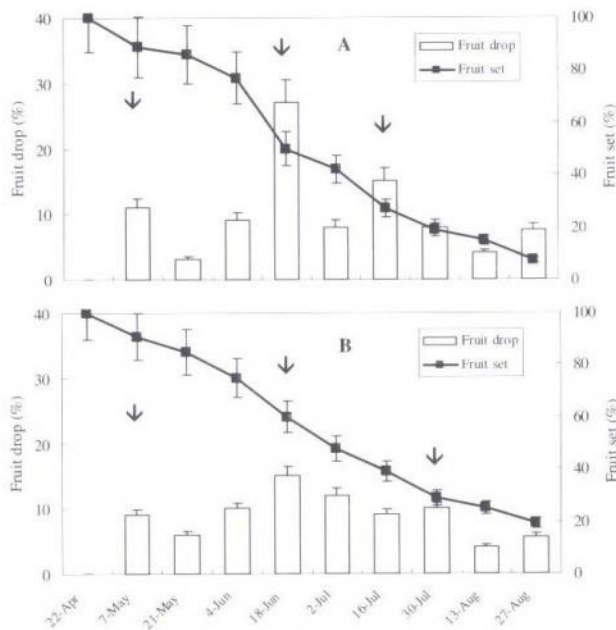 40
30
20
10
0
Fruit drop (%)
A
Fruit drop
Fruit set
100
80
60
40
20
0
Fruit set (%)
40
30
20
10
0
Fruit drop (%)
B
Fruit drop
Fruit set
100
80
60
40
20
0
Fruit set (%)
22-Apr
7-May
21-May
4-Jun
18-Jun
2-Jul
16-Jul
30-Jul
13-Aug
27-Aug